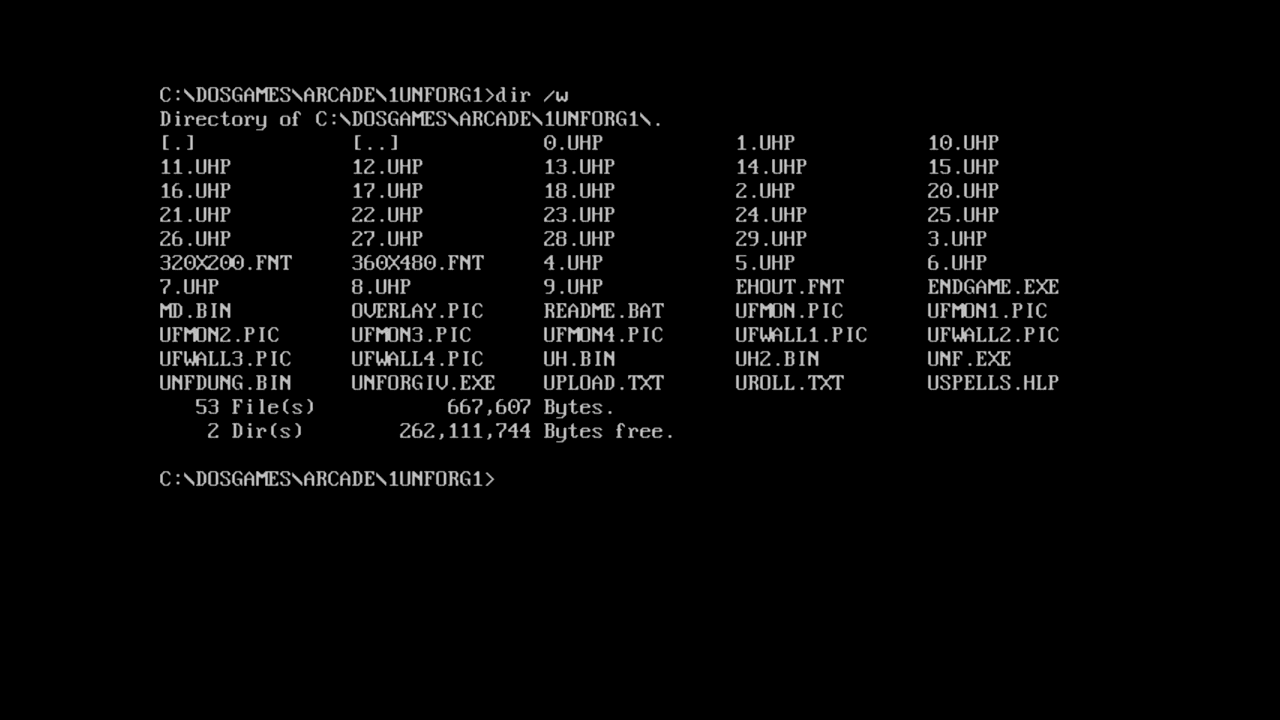 C:\DOSGAMES\ARCADE\1UNFORG1>dir /w
Directory of C:\DOSGAMES\ARCADE\1UNFORG1\.
[.] [..] 0.UHP 1.UHP 10.UHP
11.UHP 12.UHP 13.UHP 14.UHP 15.UHP
16.UHP 17.UHP 18.UHP 2.UHP 20.UHP
21.UHP 22.UHP 23.UHP 24.UHP 25.UHP
26.UHP 27.UHP 28.UHP 29.UHP 3.UHP
320X200.FNT 360X480.FNT 4.UHP 5.UHP 6.UHP
7.UHP 8.UHP 9.UHP EHOUT.FNT ENDGAME.EXE
MD.BIN OVERLAY.PIC README.BAT UFMON.PIC UFMON1.PIC
UFMON2.PIC UFMON3.PIC UFMON4.PIC UFWALL1.PIC UFWALL2.PIC
UFWALL3.PIC UFWALL4.PIC UH.BIN UH2.BIN UNF.EXE
UNFDUNG.BIN UNFORGIV.EXE UPLOAD.TXT UROLL.TXT USPELLS.HLP
53 File(s) 667,607 Bytes.
2 Dir(s) 262,111,744 Bytes free.
C:\DOSGAMES\ARCADE\1UNFORG1>